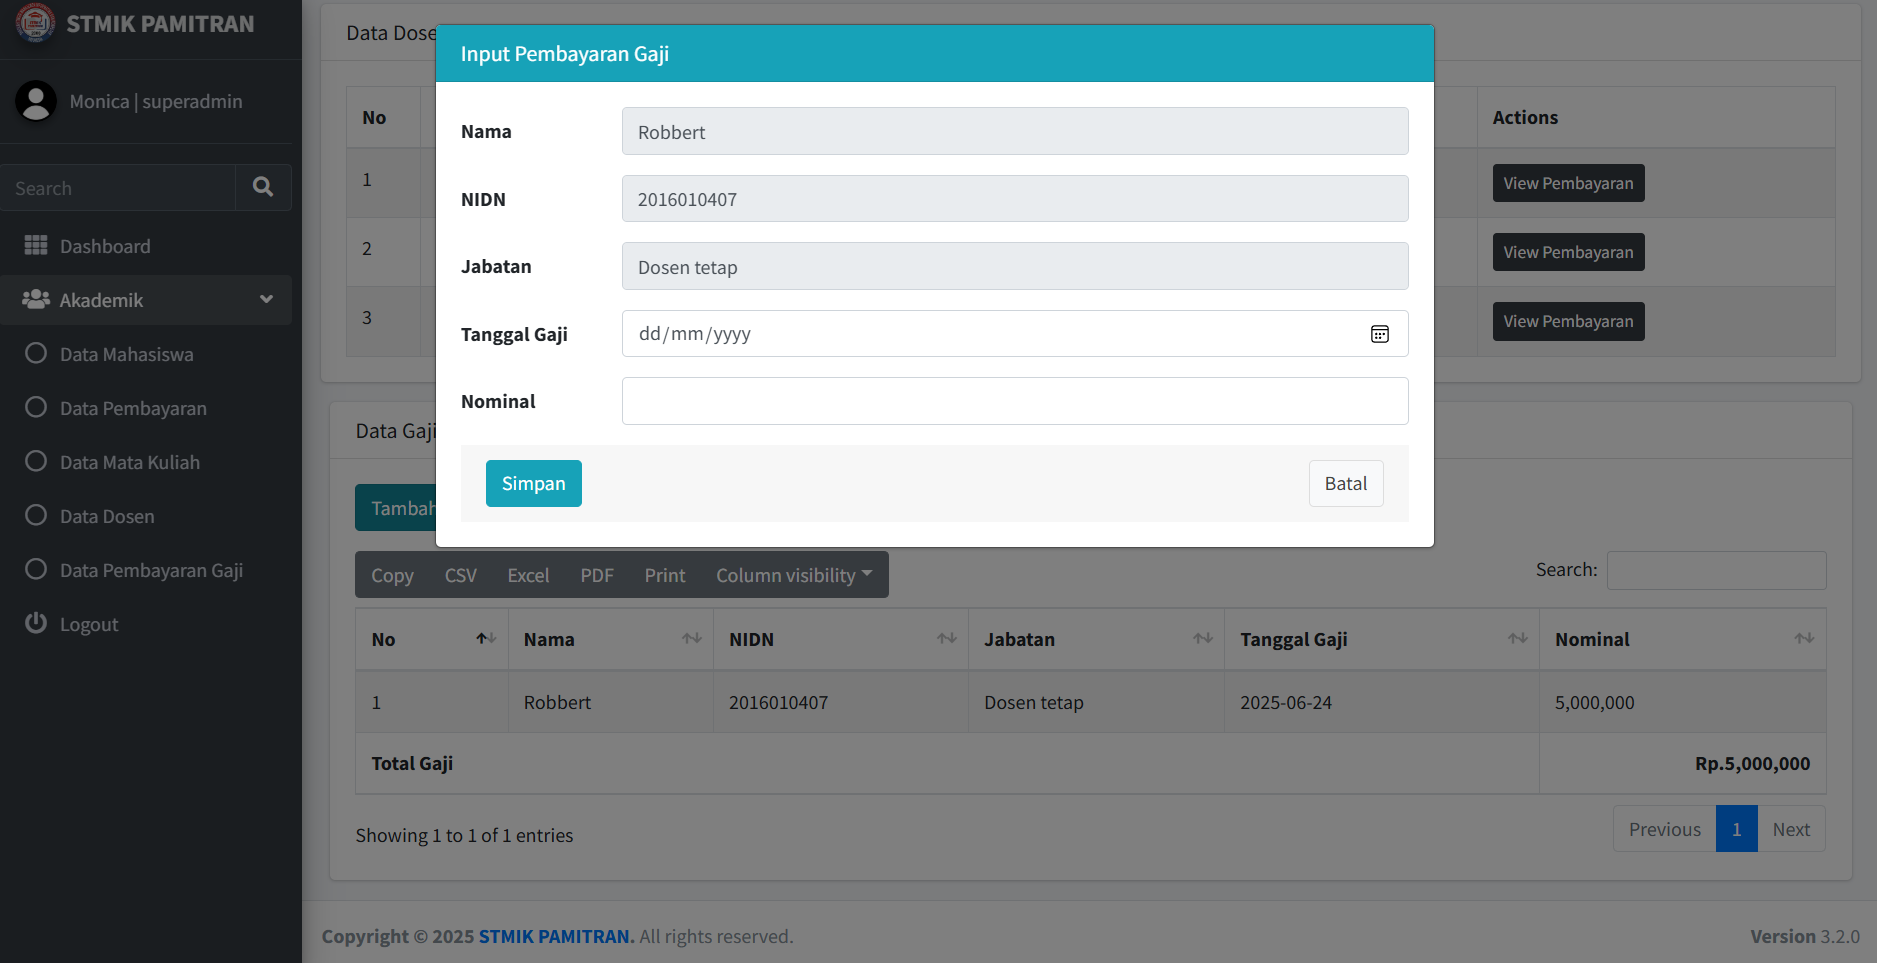 STMIK PAMITRAN
Monica | superadmin
Search
Dashboard
Akademik
Data Mahasiswa
Data Pembayaran
Data Mata Kuliah
Data Dosen
Data Pembayaran Gaji
Logout
Data Dose
No Actions
1 View Pembayaran
2 View Pembayaran
3 View Pembayaran
Input Pembayaran Gaji
Nama Robbert
NIDN 2016010407
Jabatan Dosen tetap
Tanggal Gaji dd/mm/yyyy
Nominal
Simpan Batal
Data Gaji
Tambah
Copy CSV Excel PDF Print Column visibility
Search:
No Nama NIDN Jabatan Tanggal Gaji Nominal
1 Robbert 2016010407 Dosen tetap 2025-06-24 5,000,000
Total Gaji Rp.5,000,000
Showing 1 to 1 of 1 entries
Previous 1 Next
Copyright © 2025 STMIK PAMITRAN. All rights reserved.
Version 3.2.0